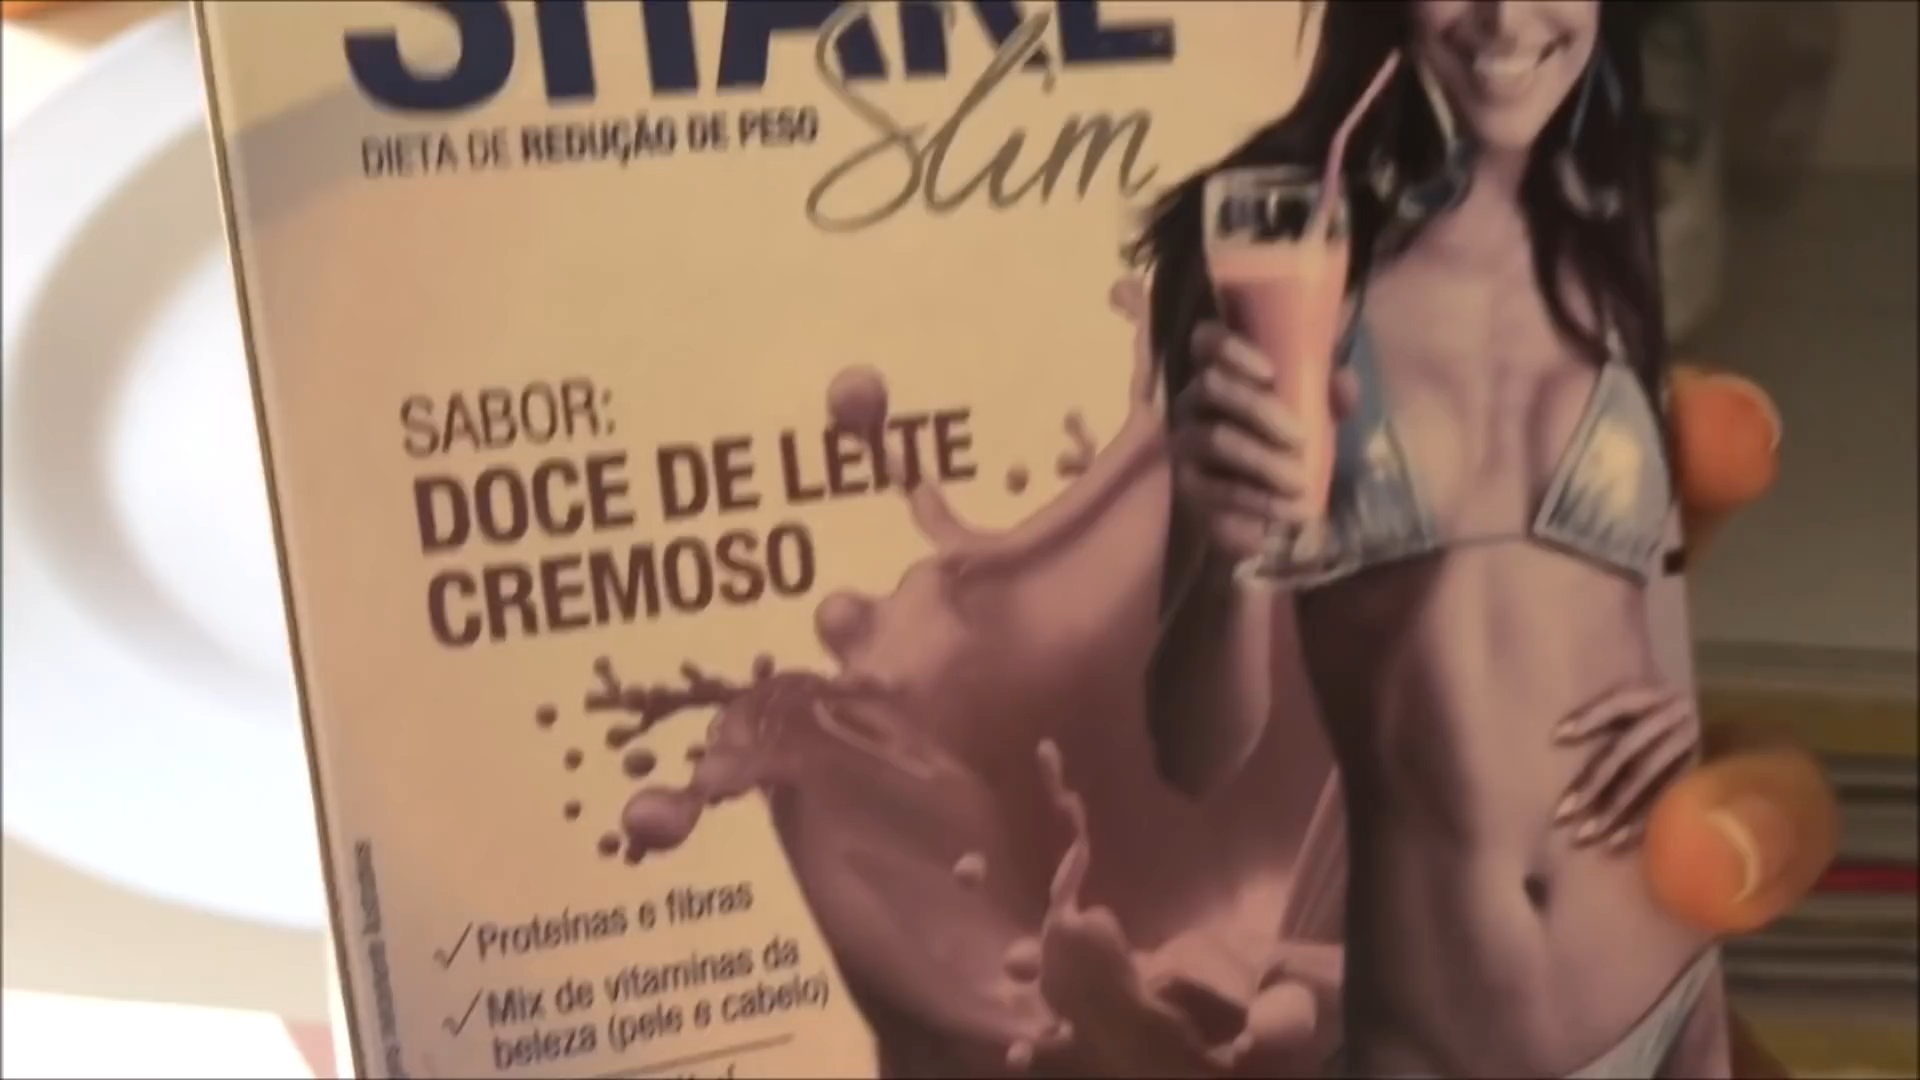 SHAKE
Slim
DIETA DE REDUÇÃO DE PESO
SABOR:
DOCE DE LEITE
CREMOSO
✓Proteínas e fibras
✓Mix de vitaminas da
beleza (pele e cabelo)